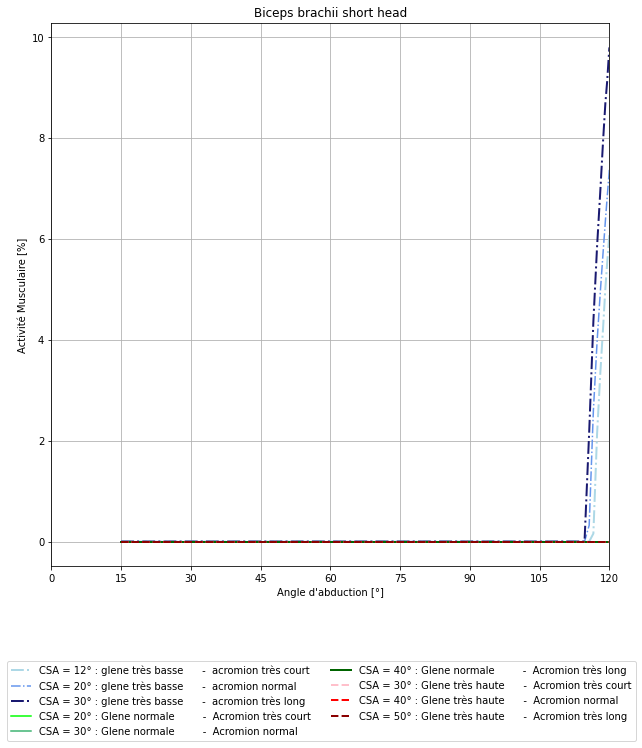 Biceps brachii short head
10
8
6
4
2
0
Activité Musculaire [%]
0 15 30 45 60 75 90 105 120
Angle d'abduction [°]
CSA = 12° : glene très basse - acromion très court
CSA = 20° : glene très basse - acromion normal
CSA = 30° : glene très basse - acromion très long
CSA = 20° : Glene normale - Acromion très court
CSA = 30° : Glene normale - Acromion normal
CSA = 40° : Glene normale - Acromion très long
CSA = 30° : Glene très haute - Acromion très court
CSA = 40° : Glene très haute - Acromion normal
CSA = 50° : Glene très haute - Acromion très long